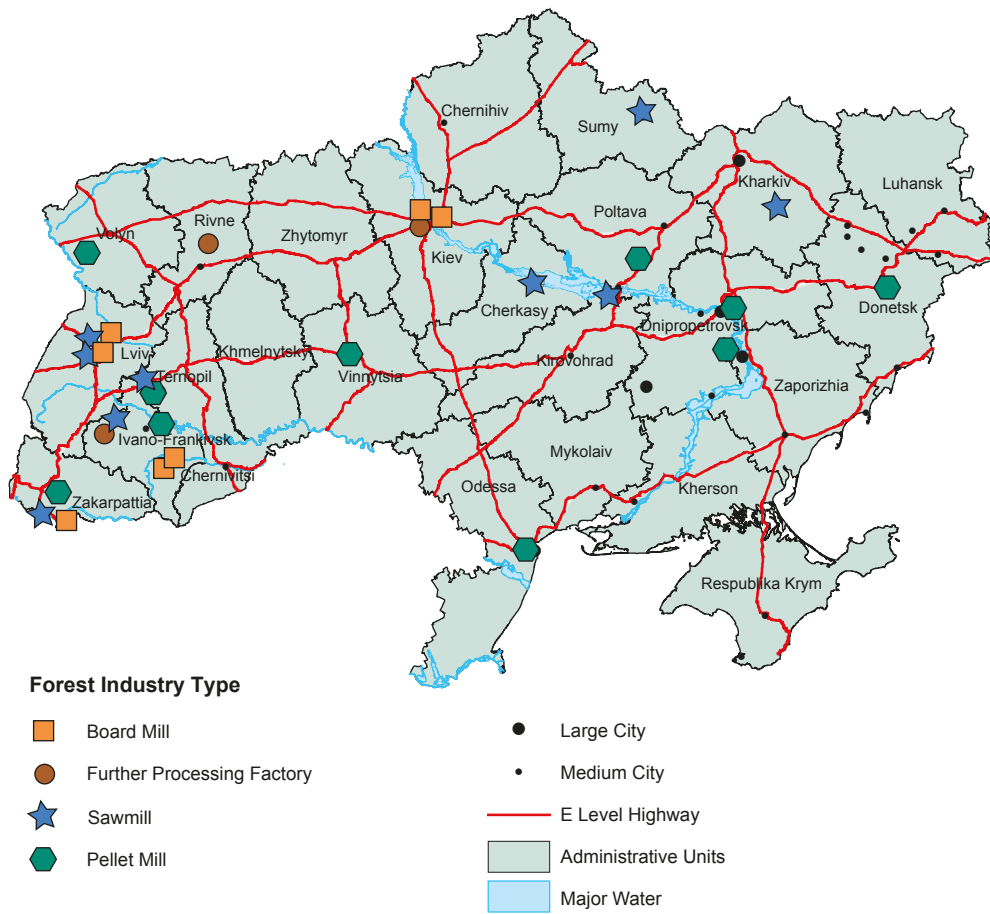 Chernihiv
Sumy
Kharkiv
Luhansk
Volyn
Rivne
Zhytomyr
Kiev
Poltava
Cherkasy
Dnipropetrovsk
Donetsk
Lviv
Ternopil
Khmelnytsky
Vinnytsia
Kirovohrad
Zaporizhia
Ivano-Frankivsk
Chernivitsi
Zakarpattia
Odessa
Mykolaiv
Kherson
Respublika Krym
Forest Industry Type
Board Mill
Further Processing Factory
Sawmill
Pellet Mill
Large City
Medium City
E Level Highway
Administrative Units
Major Water